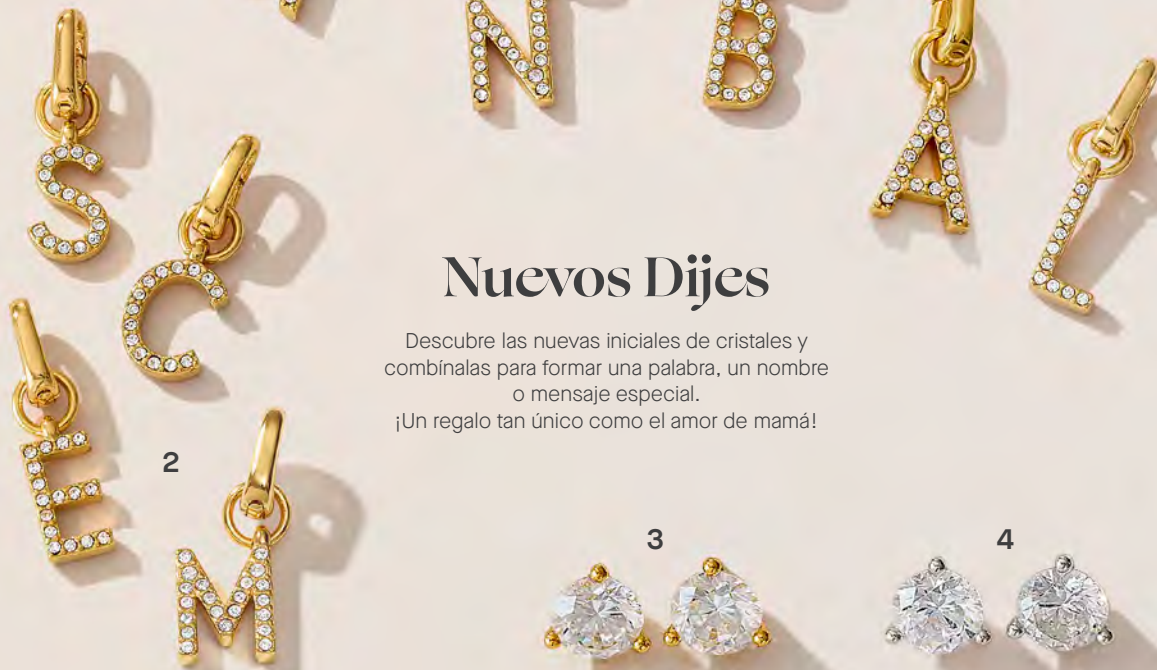 N B
A
L
S
C
Nuevos Dijes
Descubre las nuevas iniciales de cristales y
combínalas para formar una palabra, un nombre
o mensaje especial.
¡Un regalo tan único como el amor de mamá!
E
2
M
3
4